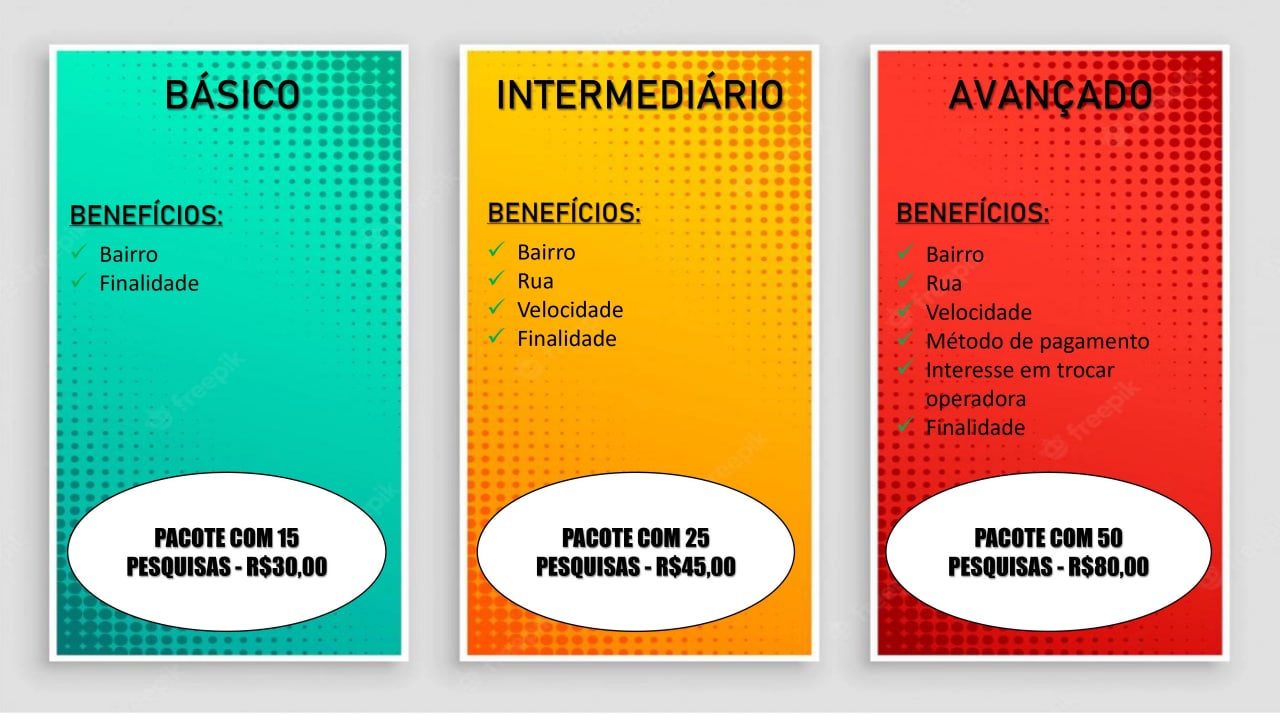 BÁSICO
BENEFÍCIOS:
Bairro
Finalidade
PACOTE COM 15
PESQUISAS - R$30,00
INTERMEDIÁRIO
BENEFÍCIOS:
Bairro
Rua
Velocidade
Finalidade
PACOTE COM 25
PESQUISAS - R$45,00
AVANÇADO
BENEFÍCIOS:
Bairro
Rua
Velocidade
Método de pagamento
Interesse em trocar
operadora
Finalidade
PACOTE COM 50
PESQUISAS - R$80,00
freepik
freepik
freepik